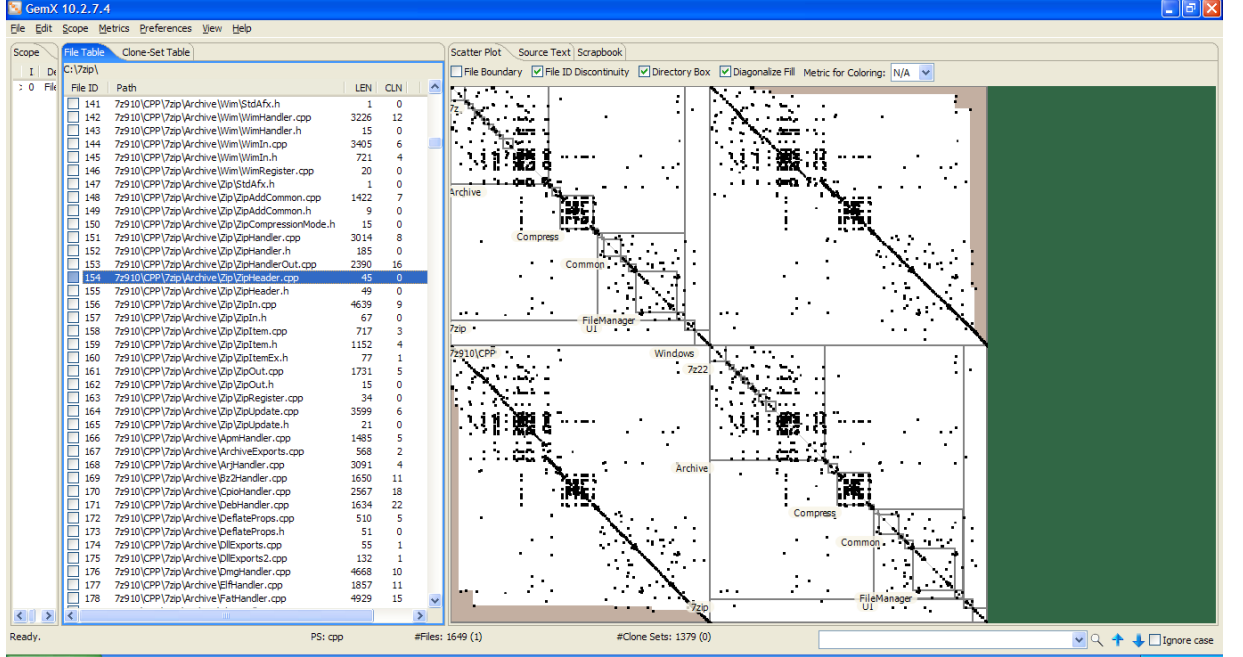 GemX 10.2.7.4
File Edit Scope Metrics Preferences View Help
Scope File Table Clone-Set Table Scatter Plot Source Text Scrapbook
I De C:\7zip\ File Boundary File ID Discontinuity Directory Box Diagonalize Fill Metric for Coloring: N/A
: 0 File File ID Path LEN CLN
141 7z910\CPP\7zip\Archive\Wim\StdAfx.h 1 0
142 7z910\CPP\7zip\Archive\Wim\WimHandler.cpp 3226 12
143 7z910\CPP\7zip\Archive\Wim\WimHandler.h 15 0
144 7z910\CPP\7zip\Archive\Wim\WimIn.cpp 3405 6
145 7z910\CPP\7zip\Archive\Wim\WimIn.h 721 4
146 7z910\CPP\7zip\Archive\Wim\WimRegister.cpp 20 0
147 7z910\CPP\7zip\Archive\Zip\StdAfx.h 1 0
148 7z910\CPP\7zip\Archive\Zip\ZipAddCommon.cpp 1422 7
149 7z910\CPP\7zip\Archive\Zip\ZipAddCommon.h 9 0
150 7z910\CPP\7zip\Archive\Zip\ZipCompressionMode.h 15 0
151 7z910\CPP\7zip\Archive\Zip\ZipHandler.cpp 3014 8
152 7z910\CPP\7zip\Archive\Zip\ZipHandler.h 185 0
153 7z910\CPP\7zip\Archive\Zip\ZipHandlerOut.cpp 2390 16
154 7z910\CPP\7zip\Archive\Zip\ZipHeader.cpp 45 0
155 7z910\CPP\7zip\Archive\Zip\ZipHeader.h 49 0
156 7z910\CPP\7zip\Archive\Zip\ZipIn.cpp 4639 9
157 7z910\CPP\7zip\Archive\Zip\ZipIn.h 67 0
158 7z910\CPP\7zip\Archive\Zip\ZipItem.cpp 717 3
159 7z910\CPP\7zip\Archive\Zip\ZipItem.h 1152 4
160 7z910\CPP\7zip\Archive\Zip\ZipItemEx.h 77 1
161 7z910\CPP\7zip\Archive\Zip\ZipOut.cpp 1731 5
162 7z910\CPP\7zip\Archive\Zip\ZipOut.h 15 0
163 7z910\CPP\7zip\Archive\Zip\ZipRegister.cpp 34 0
164 7z910\CPP\7zip\Archive\Zip\ZipUpdate.cpp 3599 6
165 7z910\CPP\7zip\Archive\Zip\ZipUpdate.h 21 0
166 7z910\CPP\7zip\Archive\ApmHandler.cpp 1485 5
167 7z910\CPP\7zip\Archive\ArchiveExports.cpp 568 2
168 7z910\CPP\7zip\Archive\ArjHandler.cpp 3091 4
169 7z910\CPP\7zip\Archive\Bz2Handler.cpp 1650 11
170 7z910\CPP\7zip\Archive\CpioHandler.cpp 2567 18
171 7z910\CPP\7zip\Archive\DebHandler.cpp 1634 22
172 7z910\CPP\7zip\Archive\DeflateProps.cpp 510 5
173 7z910\CPP\7zip\Archive\DeflateProps.h 51 0
174 7z910\CPP\7zip\Archive\DllExports.cpp 55 1
175 7z910\CPP\7zip\Archive\DllExports2.cpp 132 1
176 7z910\CPP\7zip\Archive\DmgHandler.cpp 4668 10
177 7z910\CPP\7zip\Archive\ElfHandler.cpp 1857 11
178 7z910\CPP\7zip\Archive\FatHandler.cpp 4929 15
7z
Archive
Compress
Common
FileManager
7zip UI
7z910\CPP Windows
7z22
Archive
Compress
Common
FileManager
7zip UI
Ready. PS: cpp #Files: 1649 (1) #Clone Sets: 1379 (0) Ignore case